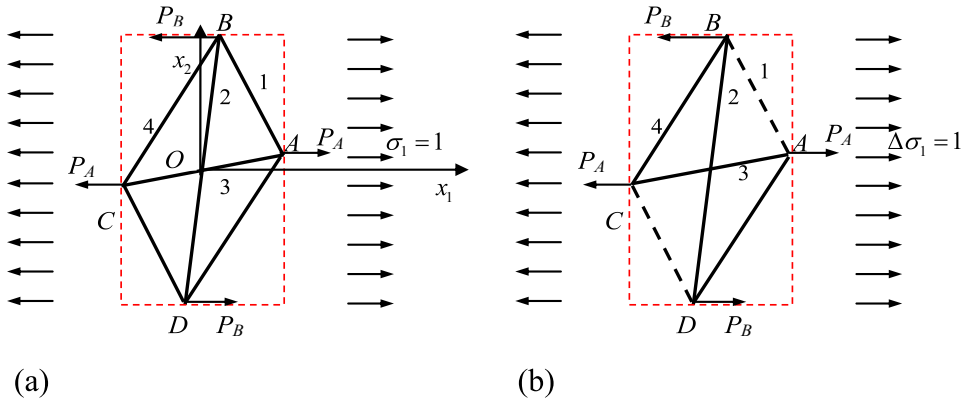 P_B B P_B B
x_2 1 1
2 2
4 4
P_A A P_A σ_1 = 1 P_A A P_A Δσ_1 = 1
O 3 x_1 3
C C
D P_B D P_B
(a) (b)